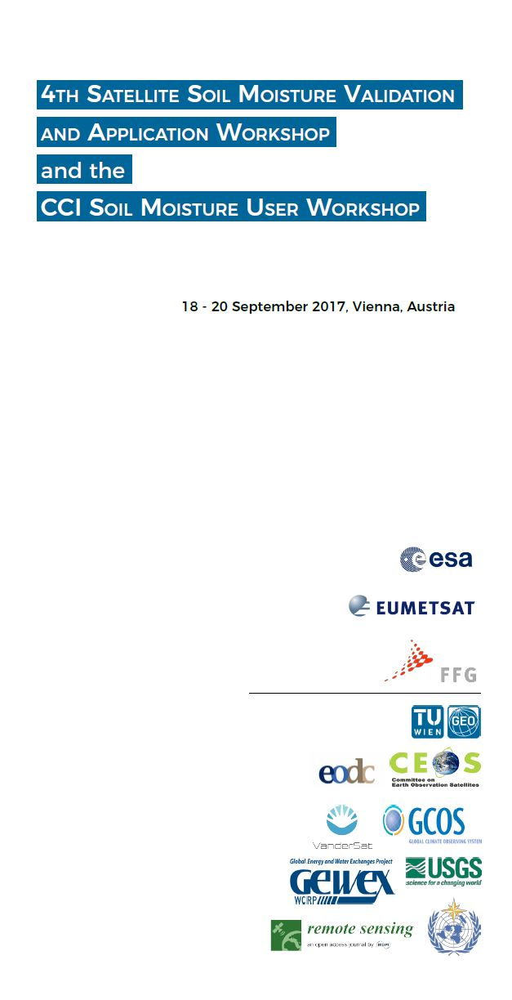 4TH SATELLITE SOIL MOISTURE VALIDATION
AND APPLICATION WORKSHOP
and the
CCI SOIL MOISTURE USER WORKSHOP
18 - 20 September 2017, Vienna, Austria
esa
EUMETSAT
FFG
TU
WIEN
GEO
eodc
CEOS
Committee on
Earth Observation Satellites
VanderSat
GCOS
GLOBAL CLIMATE OBSERVING SYSTEM
Global Energy and Water Exchanges Project
GEWEX
WCRP
USGS
science for a changing world
remote sensing
an open access journal by MDPI